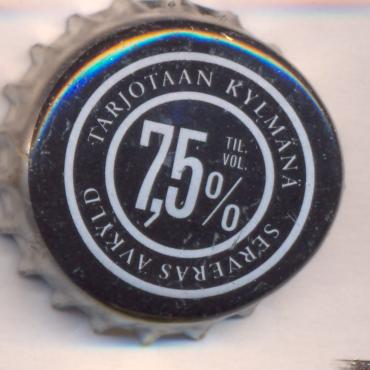 TARJOTAAN KYLMÄNÄ
SERVERAS AVKYLD
7,5%
TIL.
VOL.